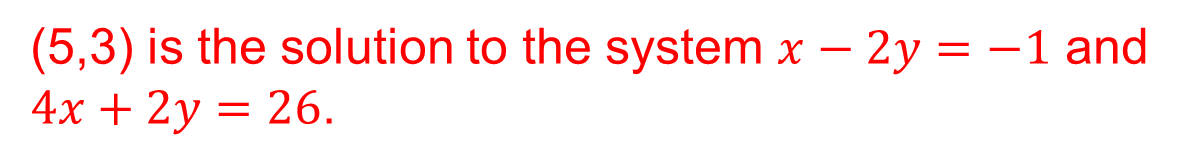 (5,3) is the solution to the system x − 2y = −1 and
4x + 2y = 26.